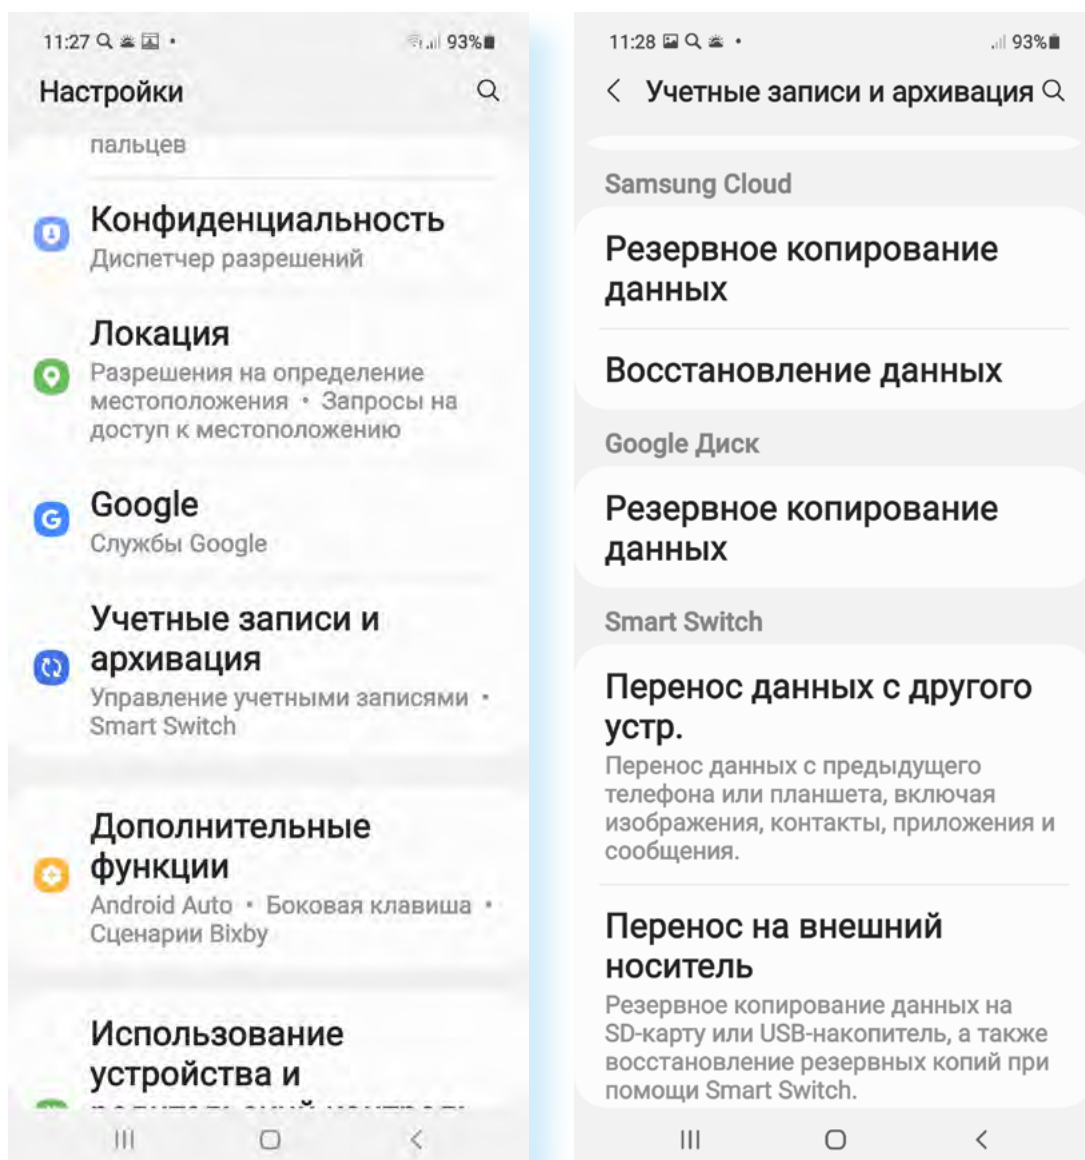 11:27
93%
Настройки
пальцев
Конфиденциальность
Диспетчер разрешений
Локация
Разрешения на определение
местоположения • Запросы на
доступ к местоположению
Google
Службы Google
Учетные записи и
архивация
Управление учетными записями •
Smart Switch
Дополнительные
функции
Android Auto • Боковая клавиша •
Сценарии Bixby
Использование
устройства и
11:28
93%
Учетные записи и архивация
Samsung Cloud
Резервное копирование
данных
Восстановление данных
Google Диск
Резервное копирование
данных
Smart Switch
Перенос данных с другого
устр.
Перенос данных с предыдущего
телефона или планшета, включая
изображения, контакты, приложения и
сообщения.
Перенос на внешний
носитель
Резервное копирование данных на
SD-карту или USB-накопитель, а также
восстановление резервных копий при
помощи Smart Switch.